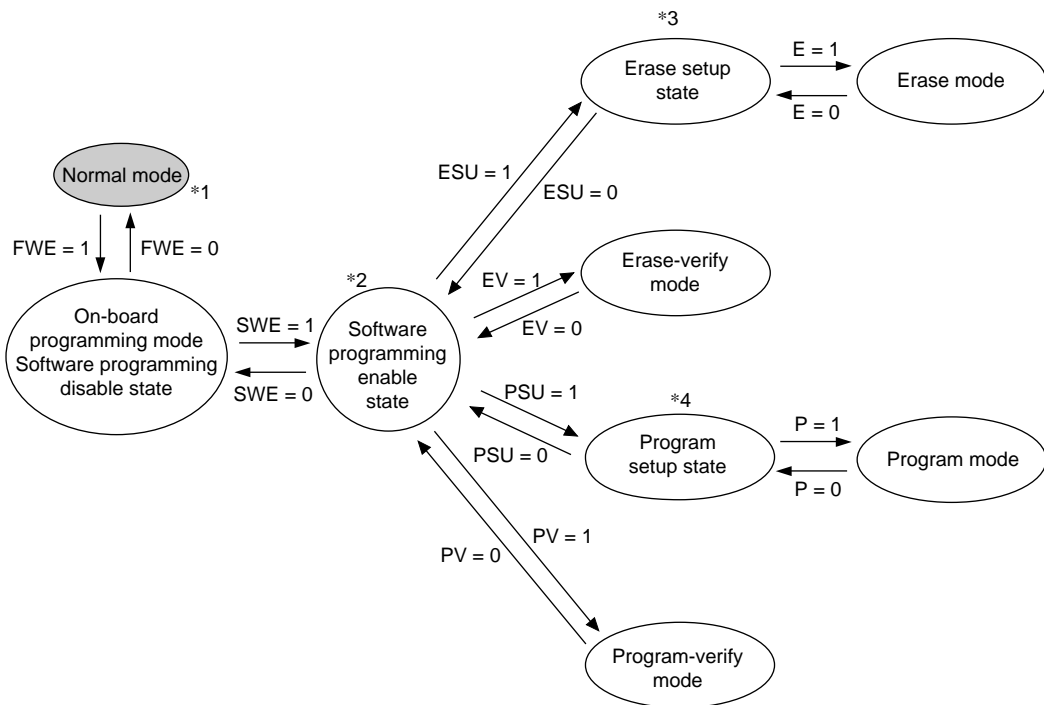 *3
Erase setup
state
E = 1
E = 0
Erase mode
ESU = 1
ESU = 0
Normal mode
*1
FWE = 1
FWE = 0
On-board
programming mode
Software programming
disable state
SWE = 1
SWE = 0
*2
Software
programming
enable
state
EV = 1
EV = 0
Erase-verify
mode
PSU = 1
PSU = 0
*4
Program
setup state
P = 1
P = 0
Program mode
PV = 1
PV = 0
Program-verify
mode